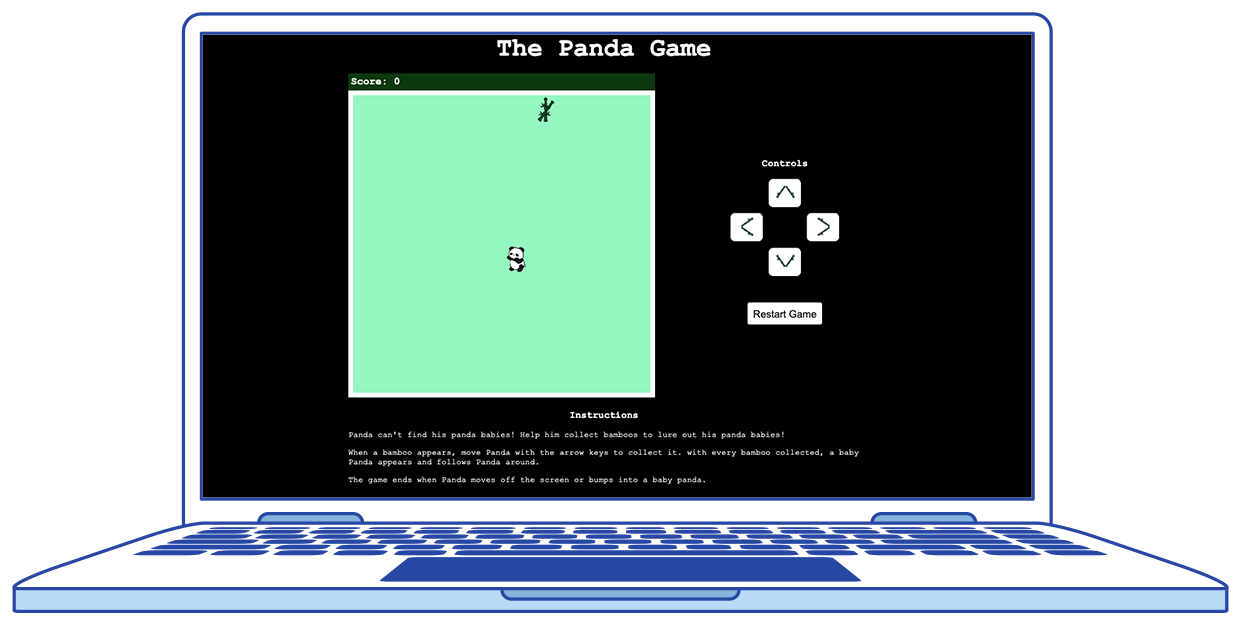 The Panda Game
Score: 0
Controls
Restart Game
Instructions
Panda can't find his panda babies! Help him collect bamboos to lure out his panda babies!
When a bamboo appears, move Panda with the arrow keys to collect it. with every bamboo collected, a baby
Panda appears and follows Panda around.
The game ends when Panda moves off the screen or bumps into a baby panda.